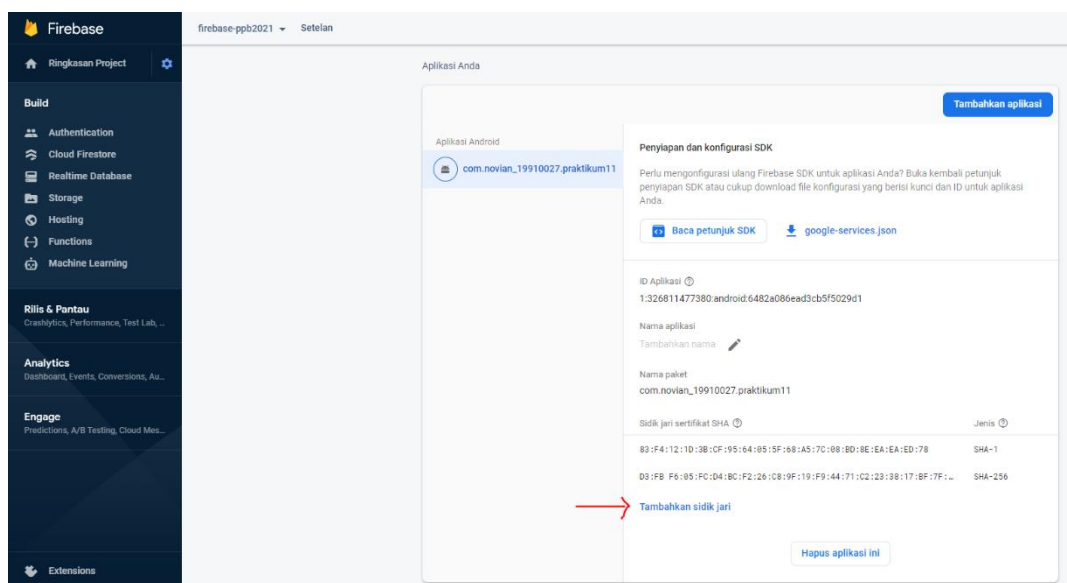 Firebase
firebase-ppb2021
Setelan
Ringkasan Project
Build
Authentication
Cloud Firestore
Realtime Database
Storage
Hosting
Functions
Machine Learning
Rilis & Pantau
Crashlytics, Performance, Test Lab, ...
Analytics
Dashboard, Events, Conversions, Au...
Engage
Predictions, A/B Testing, Cloud Mes...
Extensions
Aplikasi Anda
Tambahkan aplikasi
Aplikasi Android
com.novian_19910027.praktikum11
Penyiapan dan konfigurasi SDK
Perlu mengonfigurasi ulang Firebase SDK untuk aplikasi Anda? Buka kembali petunjuk
penyiapan SDK atau cukup download file konfigurasi yang berisi kunci dan ID untuk aplikasi
Anda.
Baca petunjuk SDK
google-services.json
ID Aplikasi
1:326811477380:android:6482a086ead3cb5f5029d1
Nama aplikasi
Tambahkan nama
Nama paket
com.novian_19910027.praktikum11
Sidik jari sertifikat SHA
Jenis
83:F4:12:1D:3B:CF:95:64:05:5F:68:A5:7C:08:BD:8E:EA:EA:ED:78
SHA-1
D3:FB F6:05:FC:D4:BC:F2:26:C8:9F:19:F9:44:71:C2:23:38:17:BF:7F:...
SHA-256
Tambahkan sidik jari
Hapus aplikasi ini